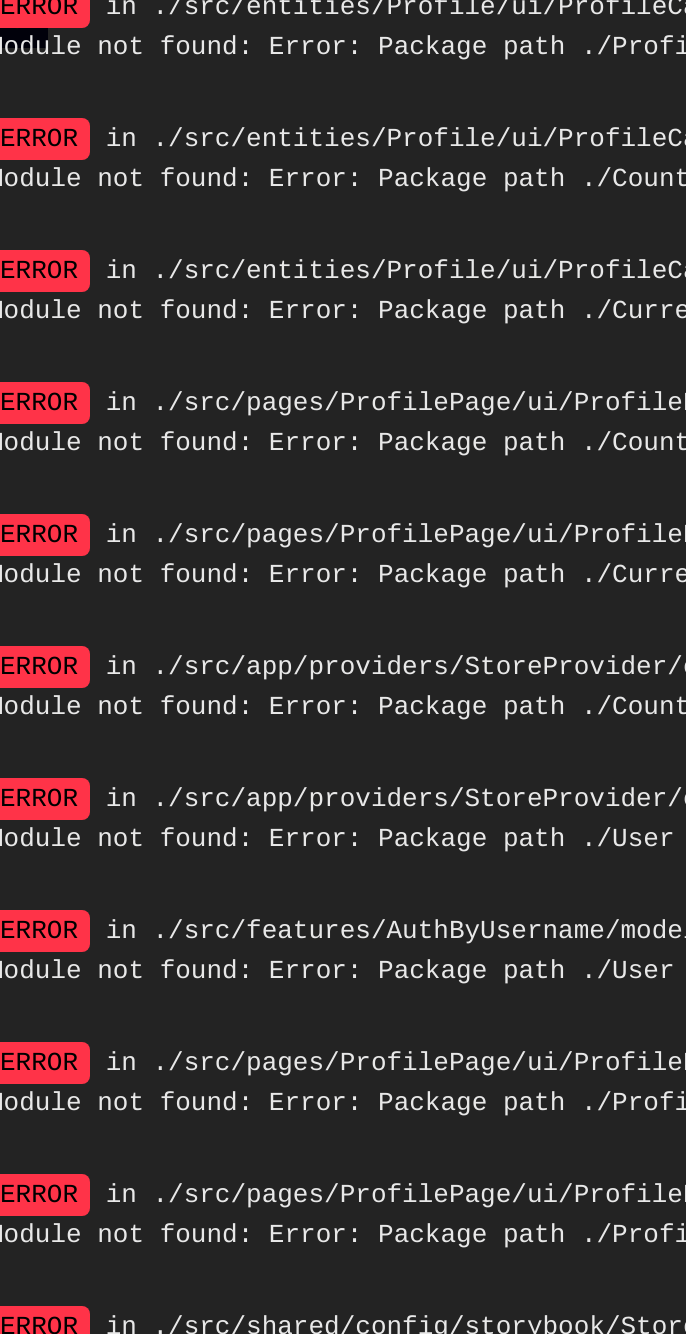 ERROR in ./src/entities/Profile/ui/ProfileCa
Module not found: Error: Package path ./Profi
ERROR in ./src/entities/Profile/ui/ProfileCa
Module not found: Error: Package path ./Count
ERROR in ./src/entities/Profile/ui/ProfileCa
Module not found: Error: Package path ./Curre
ERROR in ./src/pages/ProfilePage/ui/Profile
Module not found: Error: Package path ./Count
ERROR in ./src/pages/ProfilePage/ui/Profile
Module not found: Error: Package path ./Curre
ERROR in ./src/app/providers/StoreProvider/
Module not found: Error: Package path ./Count
ERROR in ./src/app/providers/StoreProvider/
Module not found: Error: Package path ./User
ERROR in ./src/features/AuthByUsername/mode
Module not found: Error: Package path ./User
ERROR in ./src/pages/ProfilePage/ui/Profile
Module not found: Error: Package path ./Profi
ERROR in ./src/pages/ProfilePage/ui/Profile
Module not found: Error: Package path ./Profi
ERROR in ./src/shared/config/storybook/Store